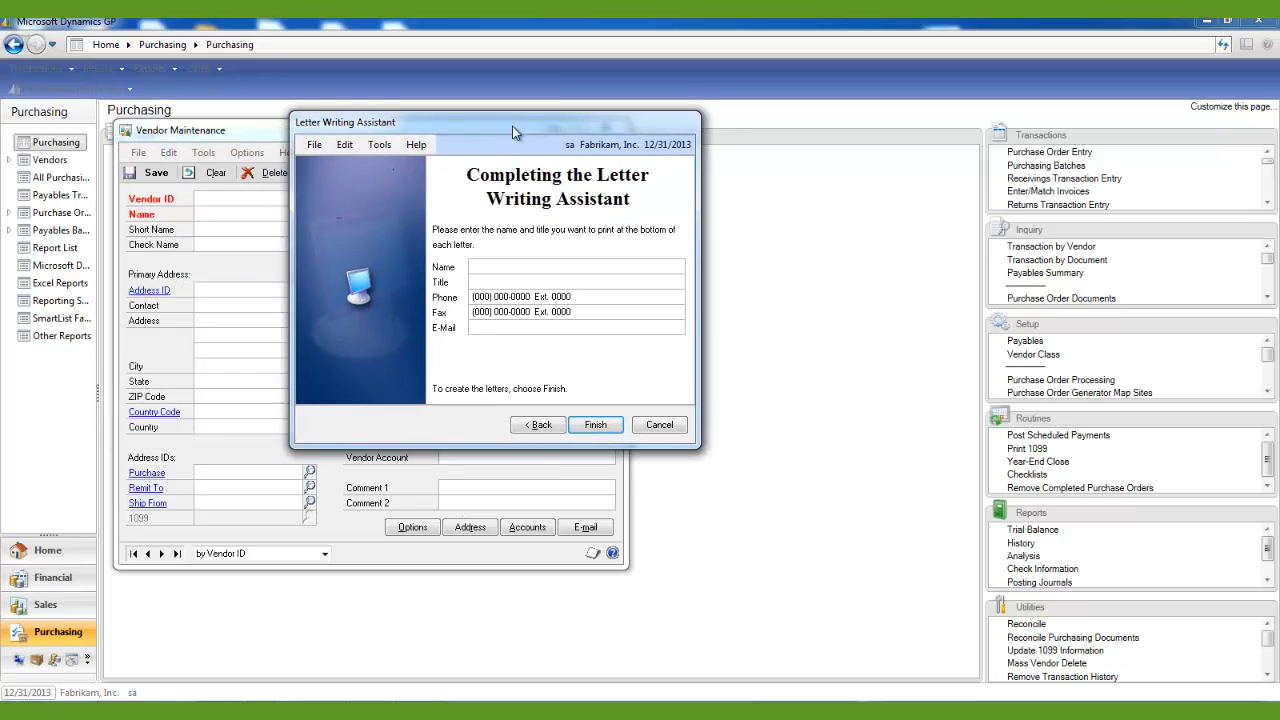 Microsoft Dynamics GP
Home
Purchasing
Purchasing
Purchasing
Purchasing
Vendors
All Purchasi...
Payables Tr...
Purchase Or...
Payables Ba...
Report List
Microsoft D...
Excel Reports
Reporting S...
SmartList Fa...
Other Reports
Home
Financial
Sales
Purchasing
Purchasing
Customize this page...
Vendor Maintenance
File Edit Tools Options
Save Clear Delete
Vendor ID
Name
Short Name
Check Name
Primary Address:
Address ID
Contact
Address
City
State
ZIP Code
Country Code
Country
Address IDs:
Purchase
Remit To
Ship From
1099
Vendor Account
Comment 1
Comment 2
Options Address Accounts E-mail
by Vendor ID
Letter Writing Assistant
File Edit Tools Help
sa Fabrikam, Inc. 12/31/2013
Completing the Letter
Writing Assistant
Please enter the name and title you want to print at the bottom of
each letter.
Name
Title
Phone (000) 000-0000 Ext. 0000
Fax (000) 000-0000 Ext. 0000
E-Mail
To create the letters, choose Finish.
< Back Finish Cancel
Transactions
Purchase Order Entry
Purchasing Batches
Receivings Transaction Entry
Enter/Match Invoices
Returns Transaction Entry
Inquiry
Transaction by Vendor
Transaction by Document
Payables Summary
Purchase Order Documents
Setup
Payables
Vendor Class
Purchase Order Processing
Purchase Order Generator Map Sites
Routines
Post Scheduled Payments
Print 1099
Year-End Close
Checklists
Remove Completed Purchase Orders
Reports
Trial Balance
History
Analysis
Check Information
Posting Journals
Utilities
Reconcile
Reconcile Purchasing Documents
Update 1099 Information
Mass Vendor Delete
Remove Transaction History
12/31/2013 Fabrikam, Inc. sa